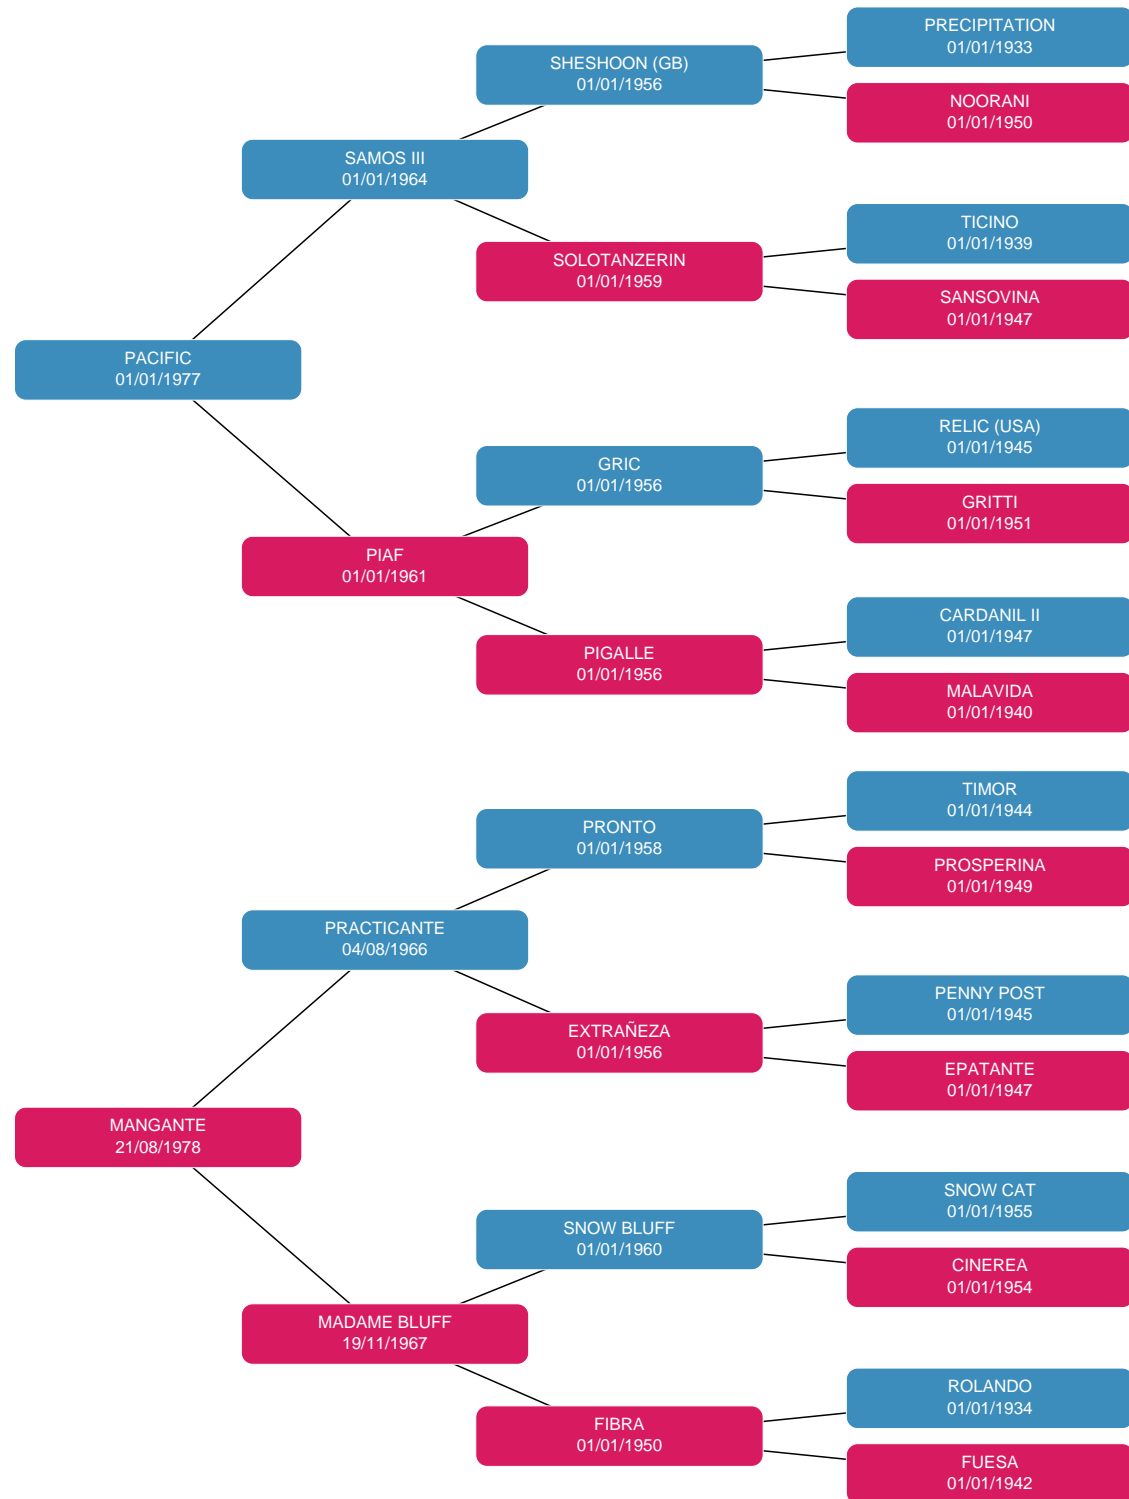 PRECIPITATION
01/01/1933
SHESHOON (GB)
01/01/1956
NOORANI
01/01/1950
SAMOS III
01/01/1964
TICINO
01/01/1939
SOLOTANZERIN
01/01/1959
SANSOVINA
01/01/1947
PACIFIC
01/01/1977
RELIC (USA)
01/01/1945
GRIC
01/01/1956
GRITTI
01/01/1951
PIAF
01/01/1961
CARDANIL II
01/01/1947
PIGALLE
01/01/1956
MALAVIDA
01/01/1940
TIMOR
01/01/1944
PRONTO
01/01/1958
PROSPERINA
01/01/1949
PRACTICANTE
04/08/1966
PENNY POST
01/01/1945
EXTRAÑEZA
01/01/1956
EPATANTE
01/01/1947
MANGANTE
21/08/1978
SNOW CAT
01/01/1955
SNOW BLUFF
01/01/1960
CINEREA
01/01/1954
MADAME BLUFF
19/11/1967
ROLANDO
01/01/1934
FIBRA
01/01/1950
FUESA
01/01/1942